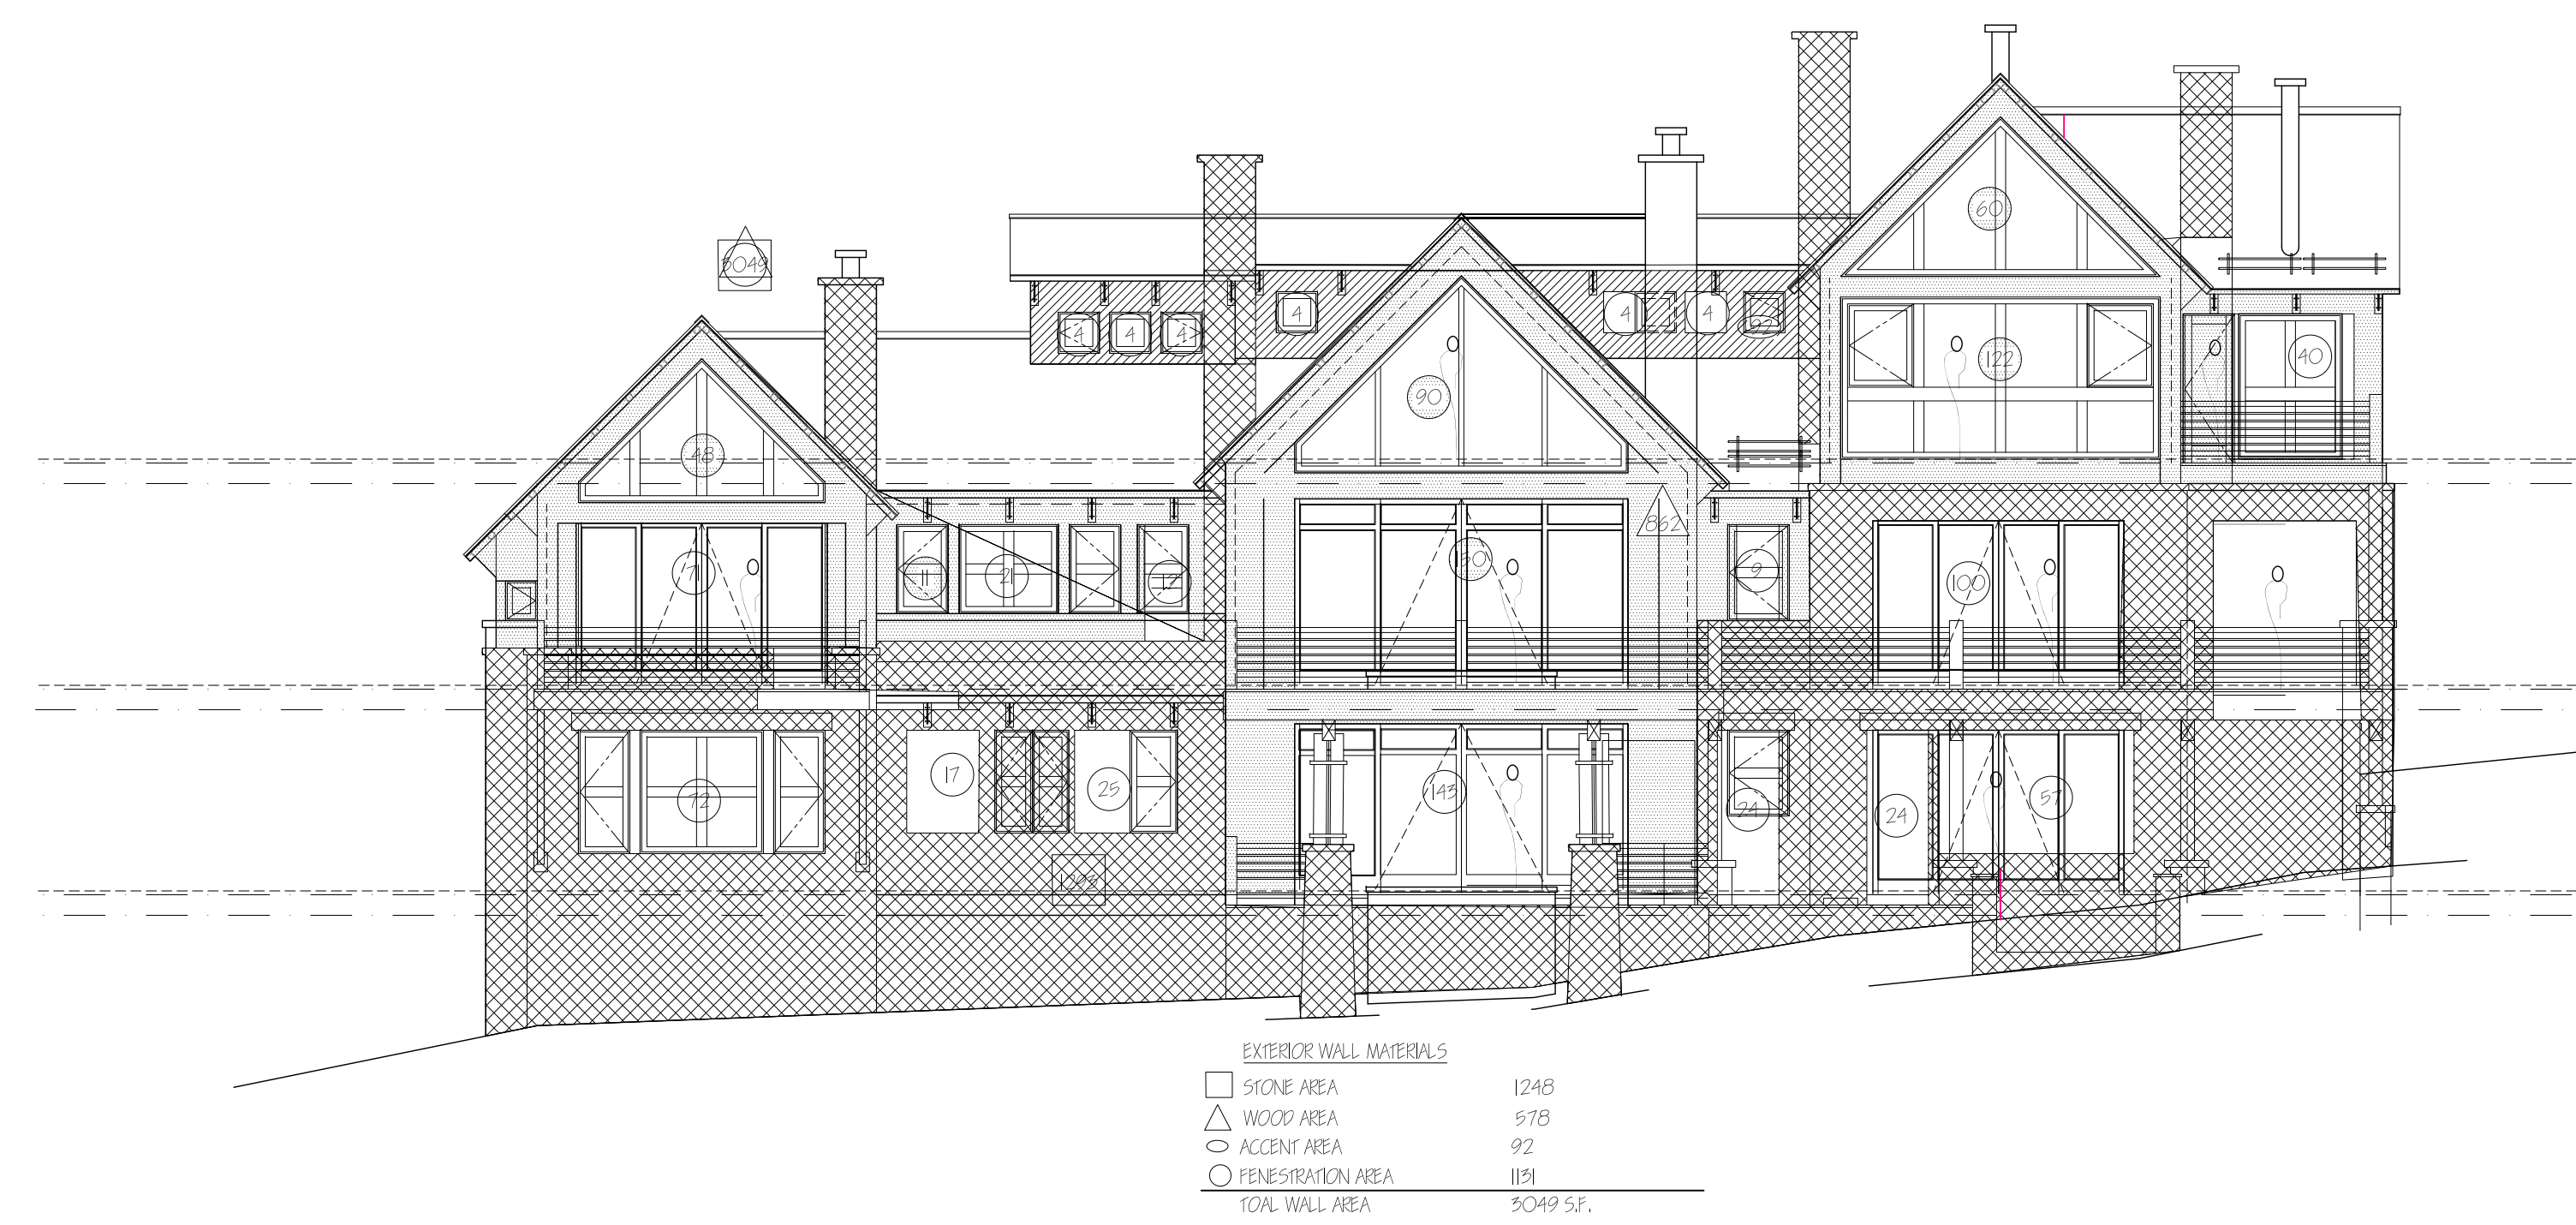 60
3049
4 4 4 4 4 4 92
122 40
90
48
862
171 11 21 12 150 9 100
72 17 25 143 24 24 57
1293
EXTERIOR WALL MATERIALS
STONE AREA 1248
WOOD AREA 578
ACCENT AREA 92
FENESTRATION AREA 1131
TOAL WALL AREA 3049 S.F.